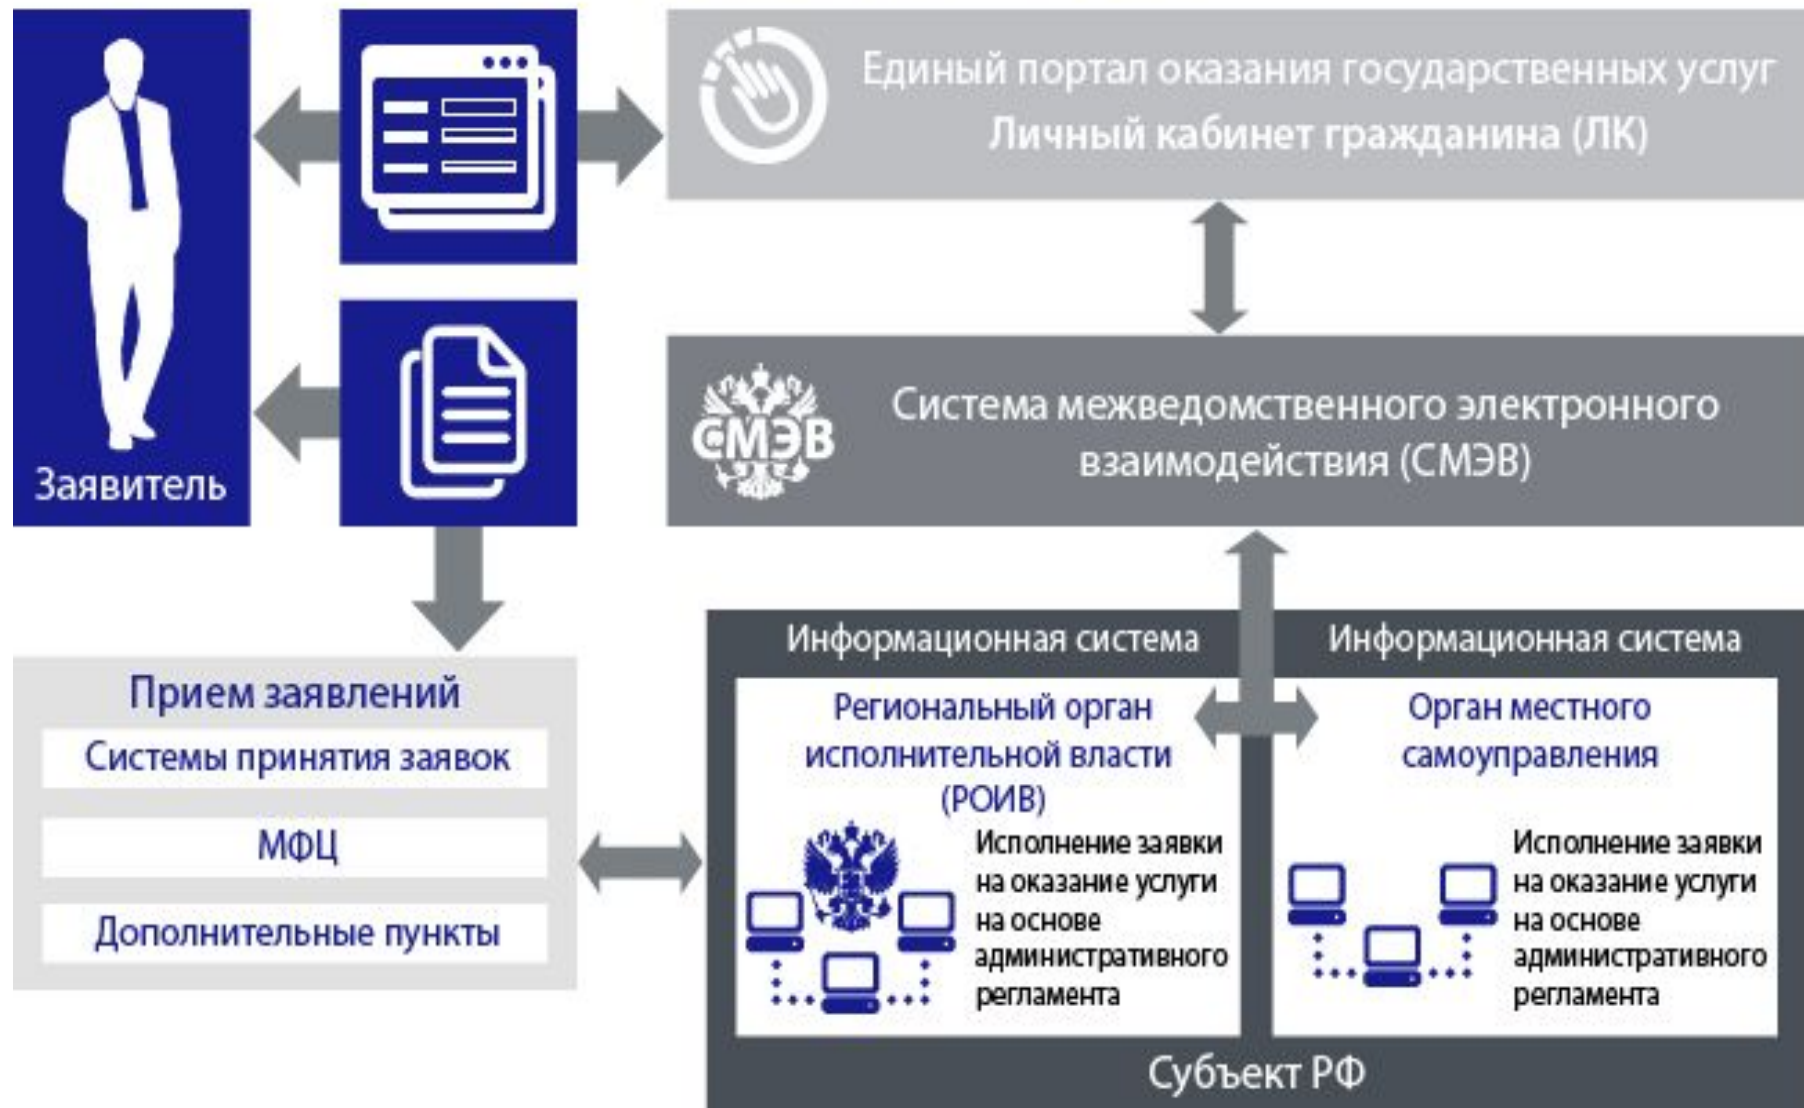 Заявитель
Единый портал оказания государственных услуг
Личный кабинет гражданина (ЛК)
СМЭВ
Система межведомственного электронного
взаимодействия (СМЭВ)
Прием заявлений
Системы принятия заявок
МФЦ
Дополнительные пункты
Информационная система
Региональный орган
исполнительной власти
(РОИВ)
Исполнение заявки
на оказание услуги
на основе
административного
регламента
Информационная система
Орган местного
самоуправления
Исполнение заявки
на оказание услуги
на основе
административного
регламента
Субъект РФ